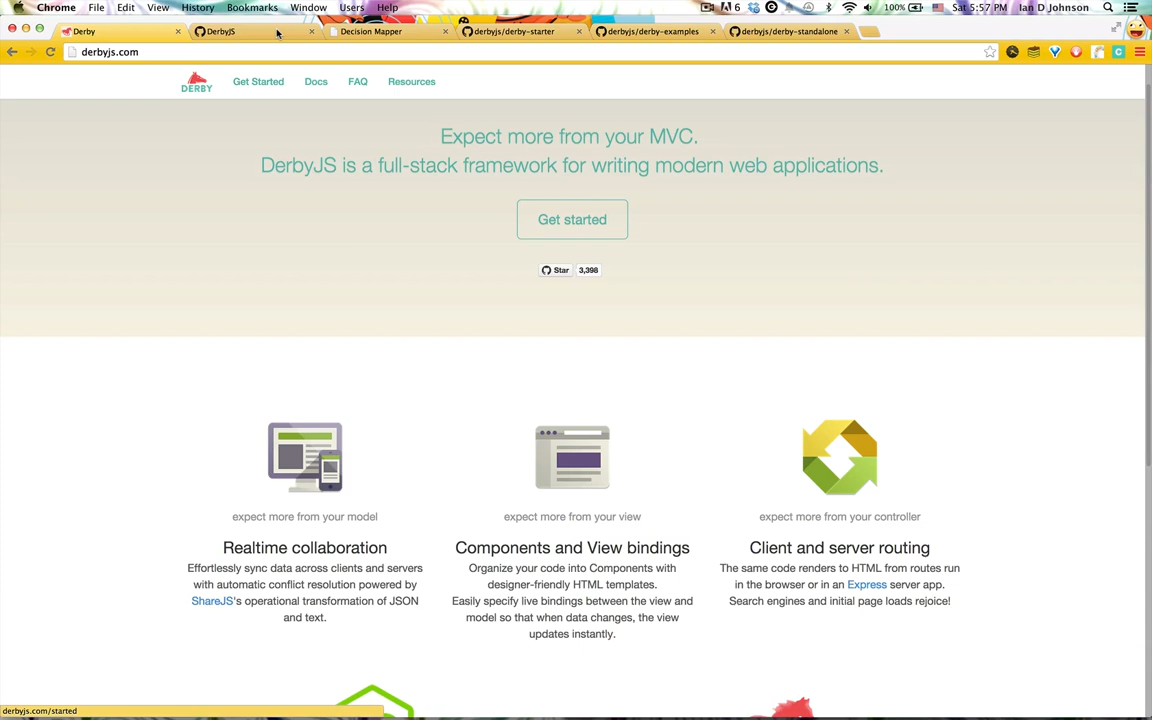 Chrome File Edit View History Bookmarks Window Users Help 6 100% Sat 5:57 PM Ian D Johnson
Derby DerbyJS Decision Mapper derbyjs/derby-starter derbyjs/derby-examples derbyjs/derby-standalone
derbyjs.com
DERBY Get Started Docs FAQ Resources
Expect more from your MVC.
DerbyJS is a full-stack framework for writing modern web applications.
Get started
Star 3,398
expect more from your model
Realtime collaboration
Effortlessly sync data across clients and servers
with automatic conflict resolution powered by
ShareJS's operational transformation of JSON
and text.
expect more from your view
Components and View bindings
Organize your code into Components with
designer-friendly HTML templates.
Easily specify live bindings between the view and
model so that when data changes, the view
updates instantly.
expect more from your controller
Client and server routing
The same code renders to HTML from routes run
in the browser or in an Express server app.
Search engines and initial page loads rejoice!
derbyjs.com/started